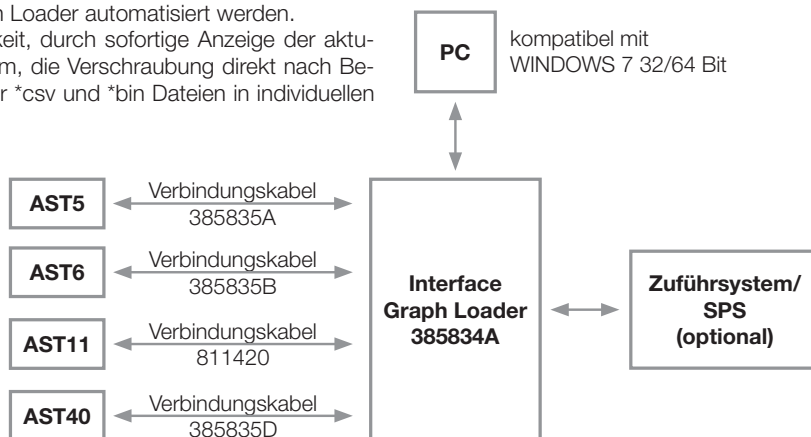 Loader automatisiert werden.
keit, durch sofortige Anzeige der aktu-
die Verschraubung direkt nach Be-
*csv und *bin Dateien in individuellen
PC
kompatibel mit
WINDOWS 7 32/64 Bit
AST5
Verbindungskabel
385835A
AST6
Verbindungskabel
385835B
AST11
Verbindungskabel
811420
AST40
Verbindungskabel
385835D
Interface
Graph Loader
385834A
Zuführsystem/
SPS
(optional)